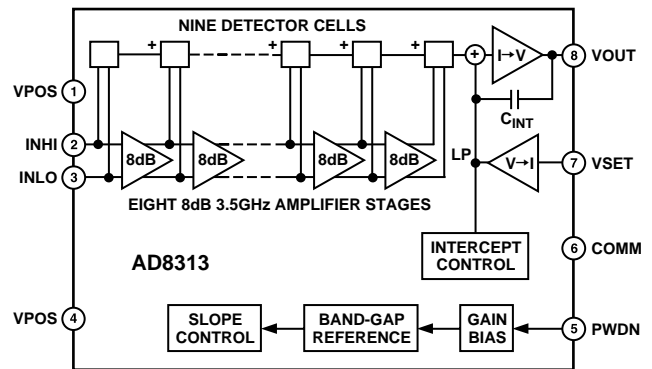 NINE DETECTOR CELLS
+ + + + +
I→V
8 VOUT
VPOS 1
C_INT
INHI 2
8dB 8dB 8dB 8dB
LP
V→I
7 VSET
INLO 3
EIGHT 8dB 3.5GHz AMPLIFIER STAGES
INTERCEPT
CONTROL
6 COMM
AD8313
VPOS 4
SLOPE
CONTROL
BAND-GAP
REFERENCE
GAIN
BIAS
5 PWDN